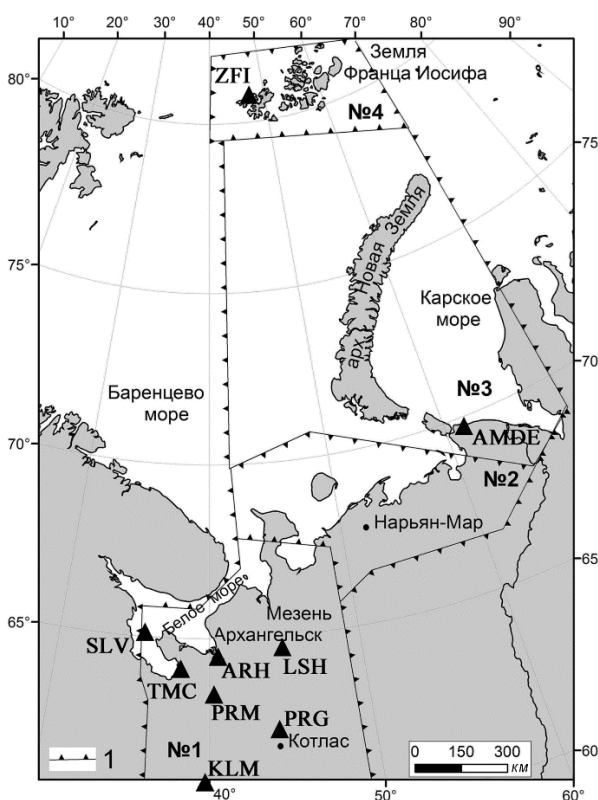 10° 20° 30° 40° 50° 60° 70° 80° 90°
Земля
Франца Иосифа
ZFI
80°
№4
75
арх. Новая Земля
75°
Карское
море
Баренцево
море
70
№3
AMDE
70°
№2
Нарьян-Мар
65
Белое море
Мезень
65°
Архангельск
SLV
ARH
LSH
TMC
PRM
PRG
Котлас
№1
1
KLM
0 150 300
км
60
40°
50°
60°